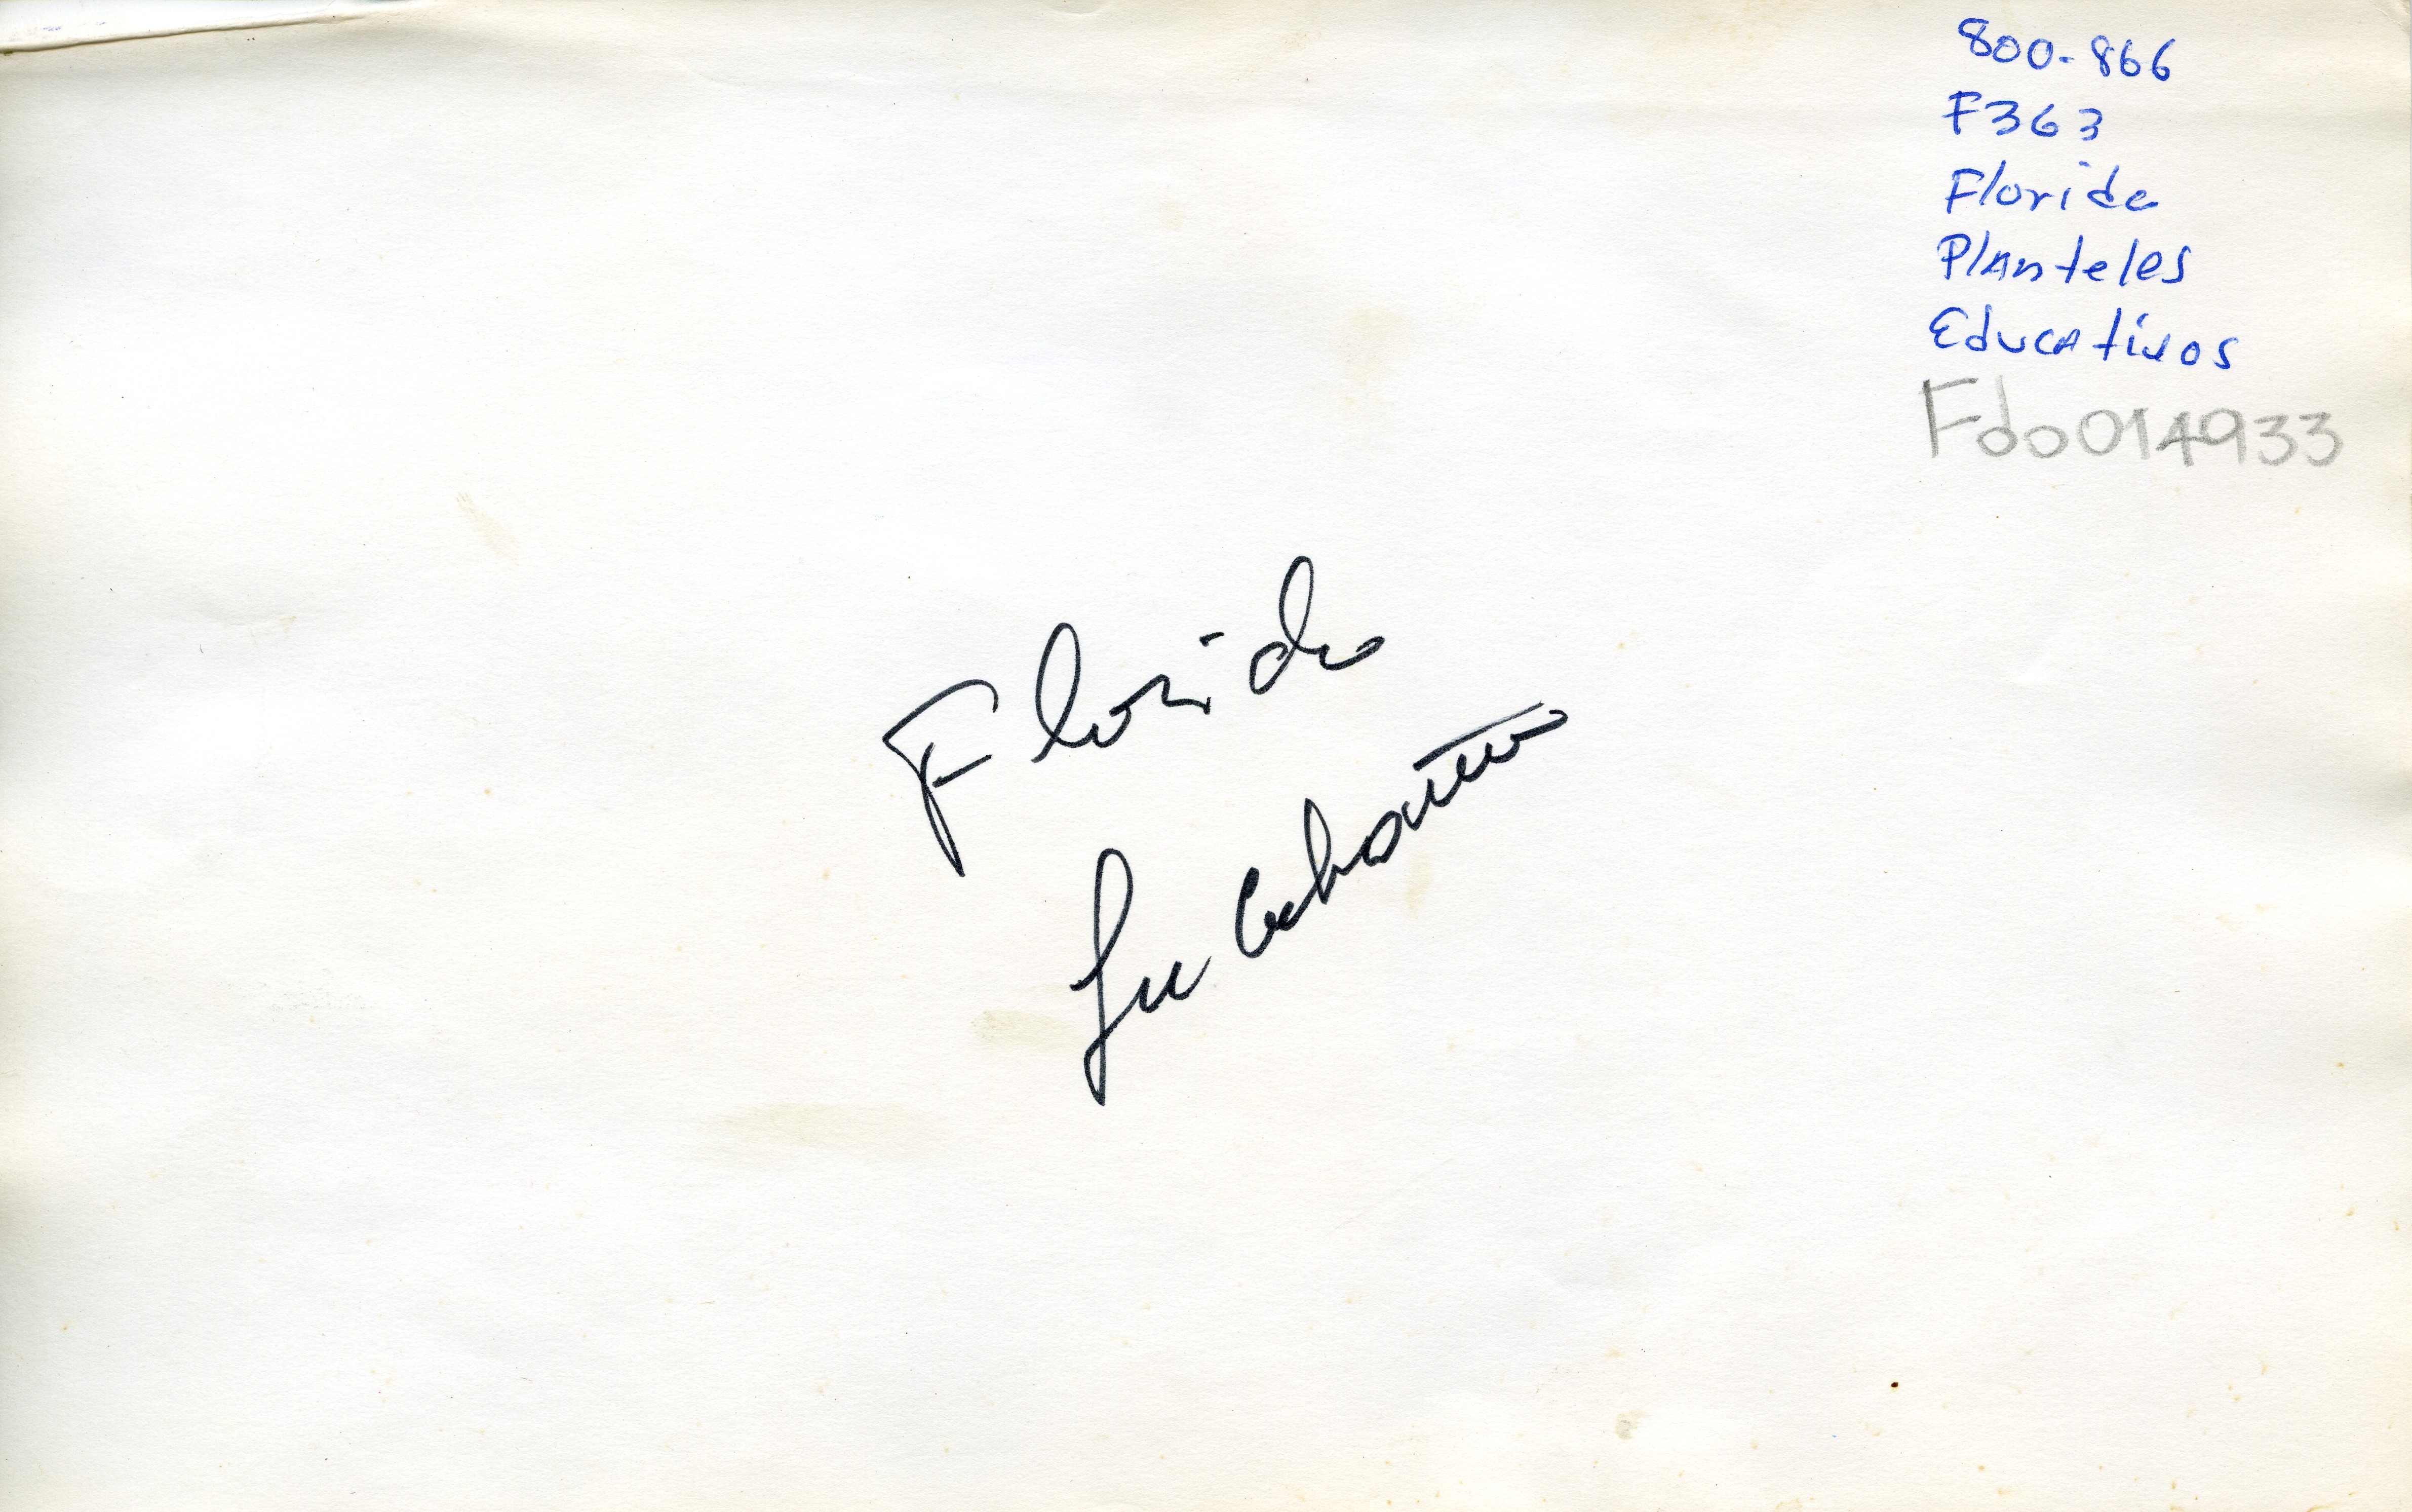 800-866
F363
Florida
Planteles
Educativos
Fdo014933
Florida